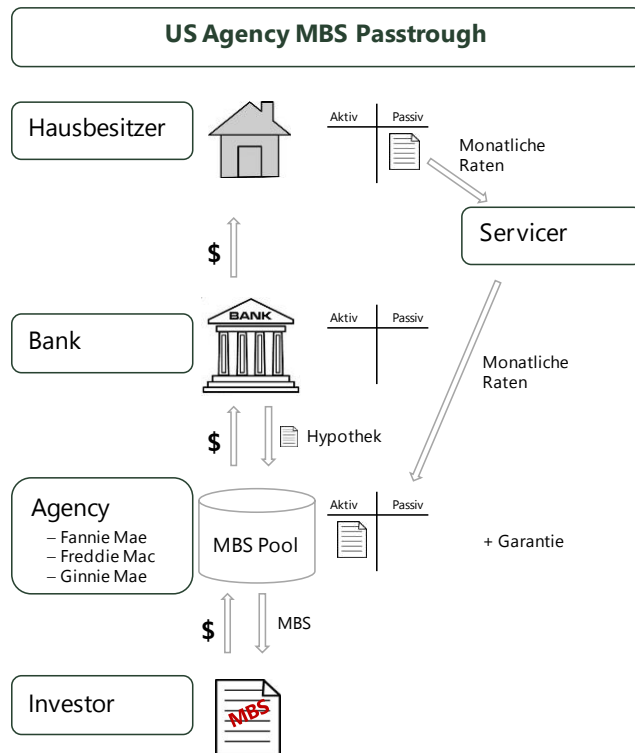 US Agency MBS Passtrough
Hausbesitzer
Aktiv
Passiv
Monatliche
Raten
Servicer
$
Bank
BANK
Aktiv
Passiv
Monatliche
Raten
$
Hypothek
Agency
– Fannie Mae
– Freddie Mac
– Ginnie Mae
MBS Pool
Aktiv
Passiv
+ Garantie
$
MBS
Investor
MBS